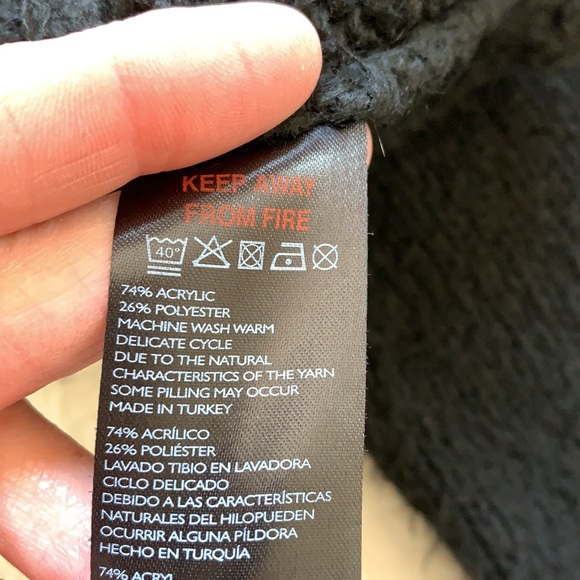 KEEP AWAY
FROM FIRE
40°
74% ACRYLIC
26% POLYESTER
MACHINE WASH WARM
DELICATE CYCLE
DUE TO THE NATURAL
CHARACTERISTICS OF THE YARN
SOME PILLING MAY OCCUR
MADE IN TURKEY
74% ACRÍLICO
26% POLIÉSTER
LAVADO TIBIO EN LAVADORA
CICLO DELICADO
DEBIDO A LAS CARACTERÍSTICAS
NATURALES DEL HILOPUEDEN
OCURRIR ALGUNA PÍLDORA
HECHO EN TURQUÍA
74% ACRYL